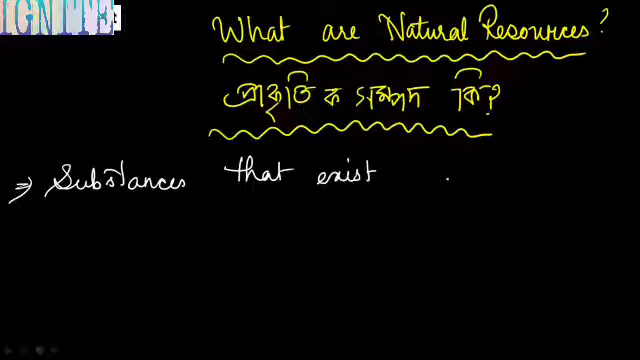 IGNITE
What are Natural Resources?
প্রাকৃতিক সম্পদ কি?
⇒ Substances that exist